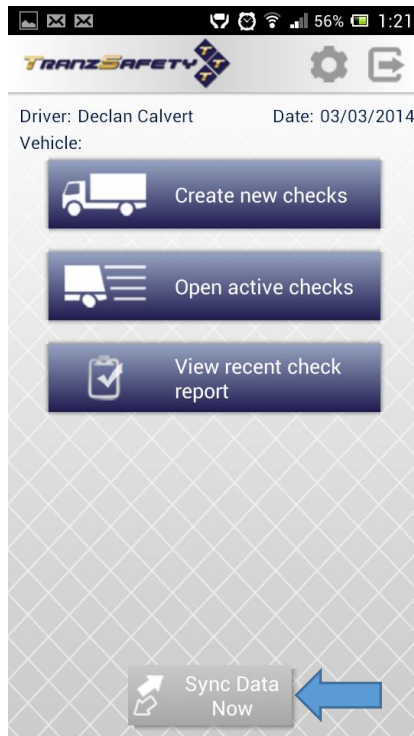 56% 1:21
TRANZSAFETY TTTT
Driver: Declan Calvert Date: 03/03/2014
Vehicle:
Create new checks
Open active checks
View recent check
report
Sync Data
Now